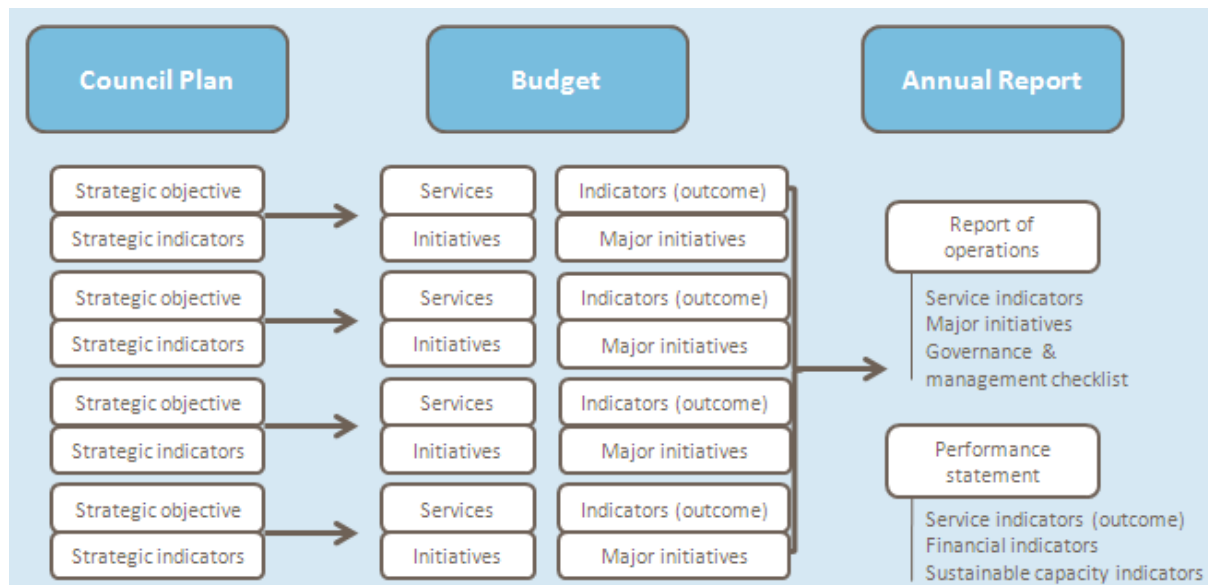 Council Plan
Budget
Annual Report
Strategic objective
Strategic indicators
Services
Initiatives
Indicators (outcome)
Major initiatives
Strategic objective
Strategic indicators
Services
Initiatives
Indicators (outcome)
Major initiatives
Strategic objective
Strategic indicators
Services
Initiatives
Indicators (outcome)
Major initiatives
Strategic objective
Strategic indicators
Services
Initiatives
Indicators (outcome)
Major initiatives
Report of
operations
Service indicators
Major initiatives
Governance &
management checklist
Performance
statement
Service indicators (outcome)
Financial indicators
Sustainable capacity indicators